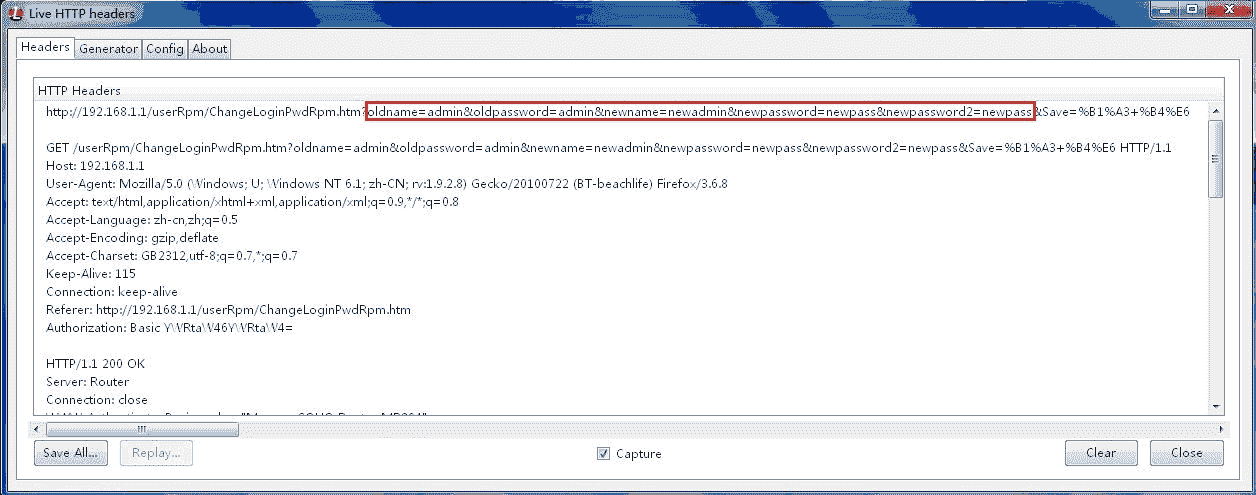 Live HTTP headers
Headers Generator Config About
HTTP Headers
http://192.168.1.1/userRpm/ChangeLoginPwdRpm.htm?oldname=admin&oldpassword=admin&newname=newadmin&newpassword=newpass&newpassword2=newpass&Save=%B1%A3+%B4%E6
GET /userRpm/ChangeLoginPwdRpm.htm?oldname=admin&oldpassword=admin&newname=newadmin&newpassword=newpass&newpassword2=newpass&Save=%B1%A3+%B4%E6 HTTP/1.1
Host: 192.168.1.1
User-Agent: Mozilla/5.0 (Windows; U; Windows NT 6.1; zh-CN; rv:1.9.2.8) Gecko/20100722 (BT-beachlife) Firefox/3.6.8
Accept: text/html,application/xhtml+xml,application/xml;q=0.9,*/*;q=0.8
Accept-Language: zh-cn,zh;q=0.5
Accept-Encoding: gzip,deflate
Accept-Charset: GB2312,utf-8;q=0.7,*;q=0.7
Keep-Alive: 115
Connection: keep-alive
Referer: http://192.168.1.1/userRpm/ChangeLoginPwdRpm.htm
Authorization: Basic YWRtaW46YWRtaW4=
HTTP/1.1 200 OK
Server: Router
Connection: close
Save All... Replay... Capture Clear Close